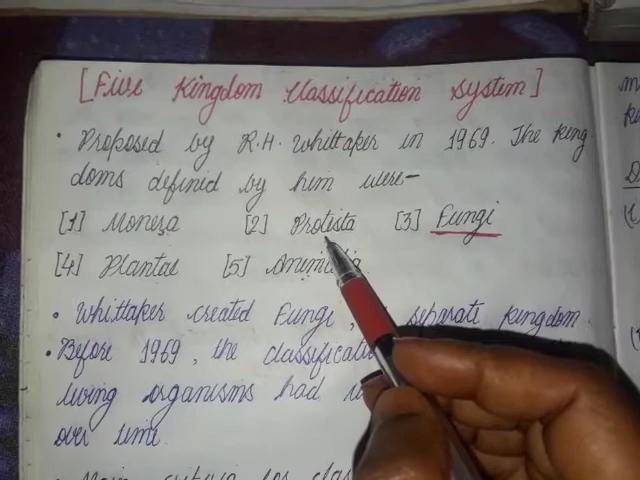 [Five Kingdom Classification System]
• Proposed by R.H. Whittaker in 1969. The king
doms defined by him were-
[1] Monera [2] Protista [3] Fungi
[4] Plantae [5] Animalia
• Whittaker created Fungi, separate kingdom.
• Before 1969, the
living organisms had
over time.